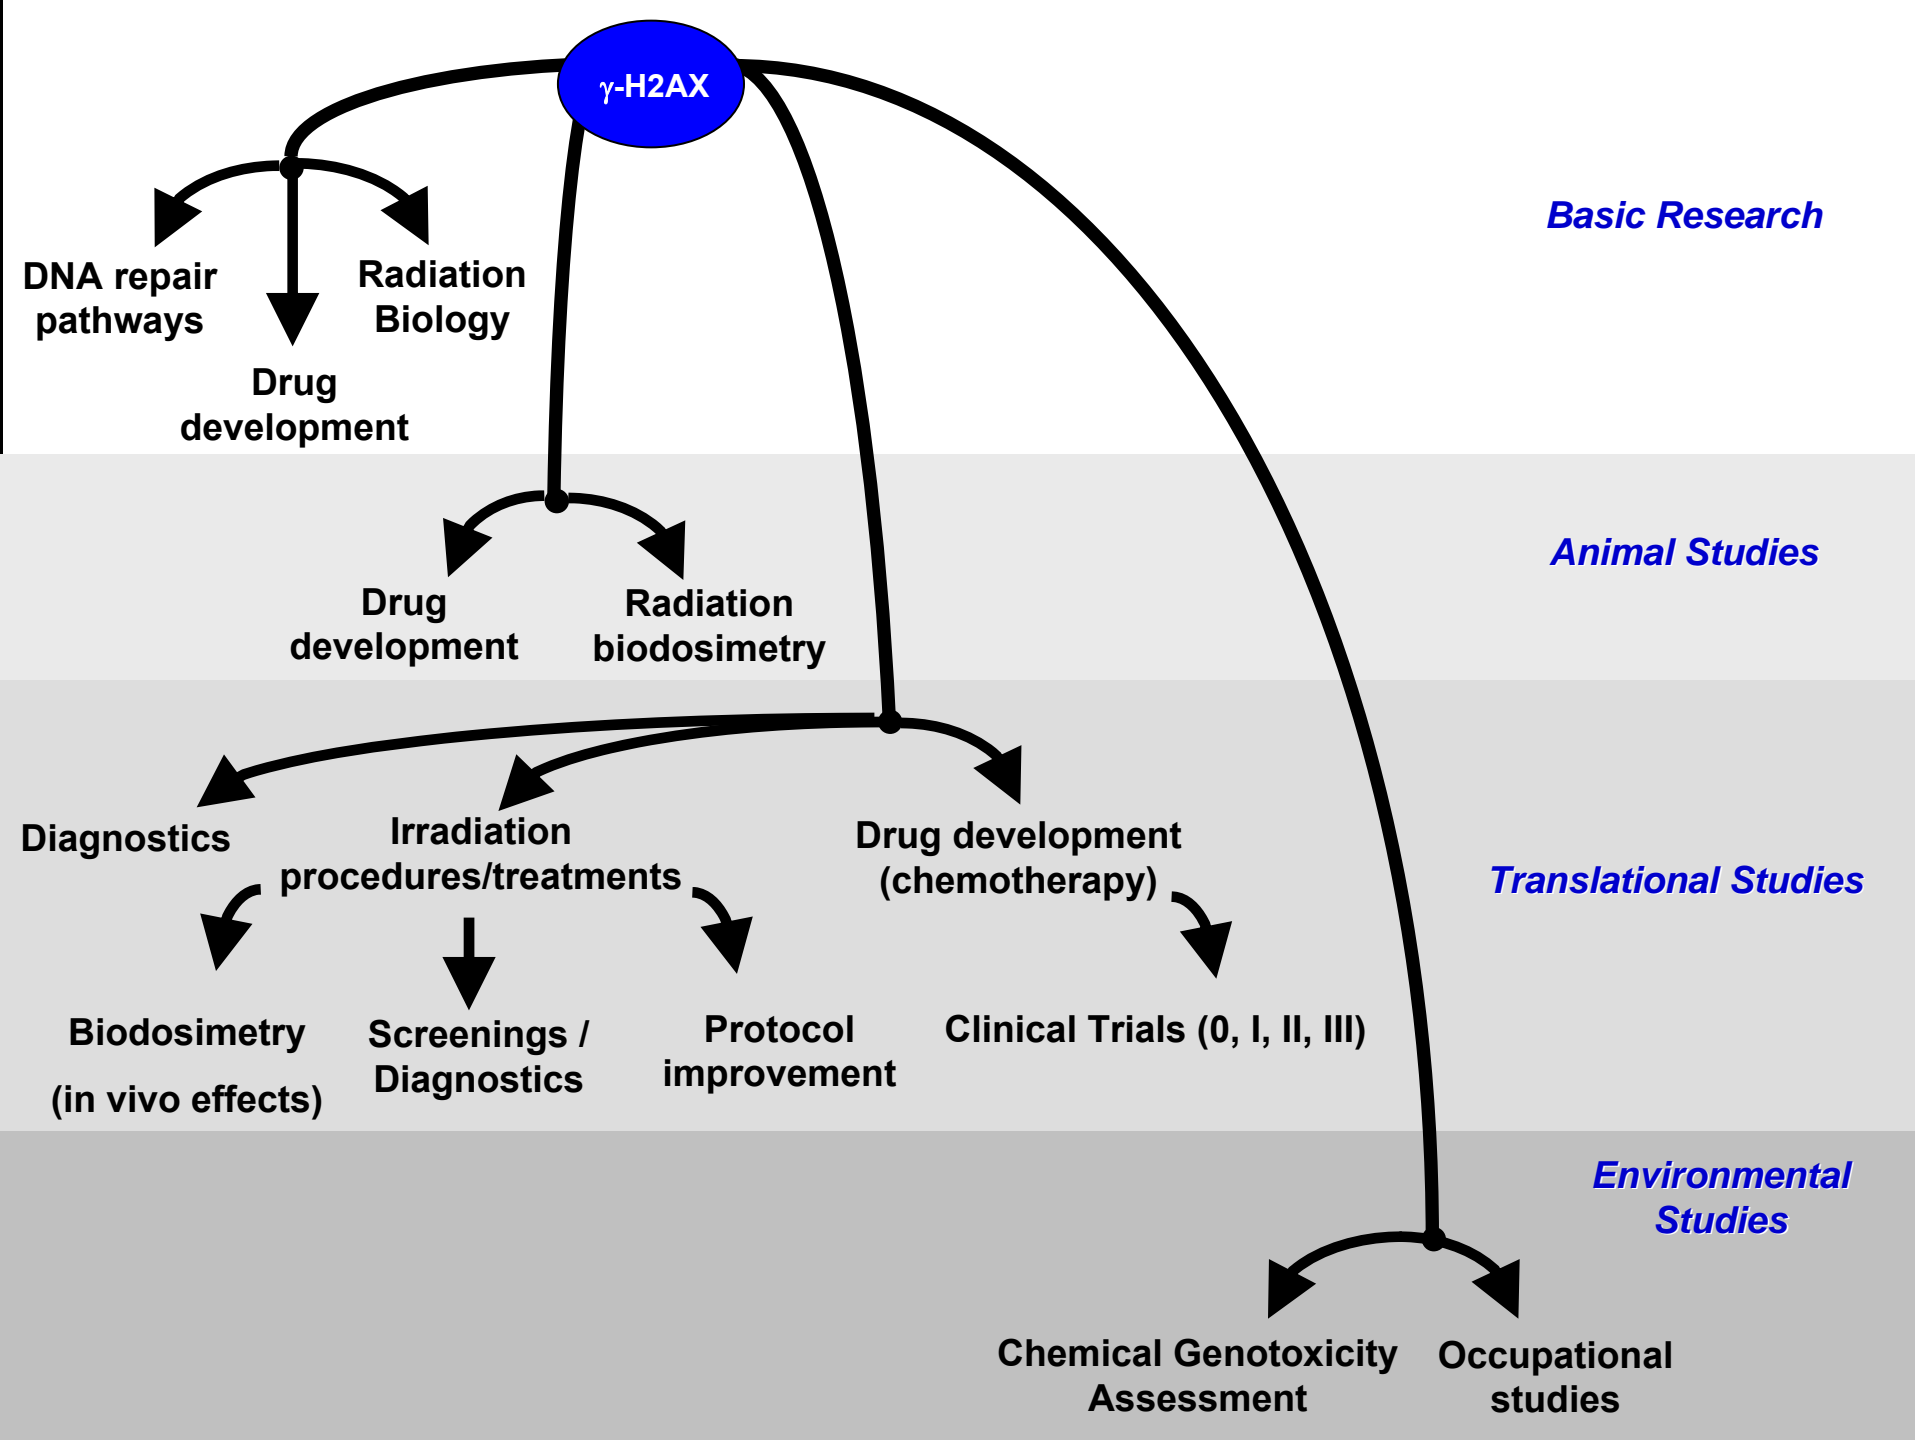 γ-H2AX
Basic Research
DNA repair
pathways
Radiation
Biology
Drug
development
Animal Studies
Drug
development
Radiation
biodosimetry
Translational Studies
Diagnostics
Irradiation
procedures/treatments
Drug development
(chemotherapy)
Biodosimetry
(in vivo effects)
Screenings /
Diagnostics
Protocol
improvement
Clinical Trials (0, I, II, III)
Environmental
Studies
Chemical Genotoxicity
Assessment
Occupational
studies